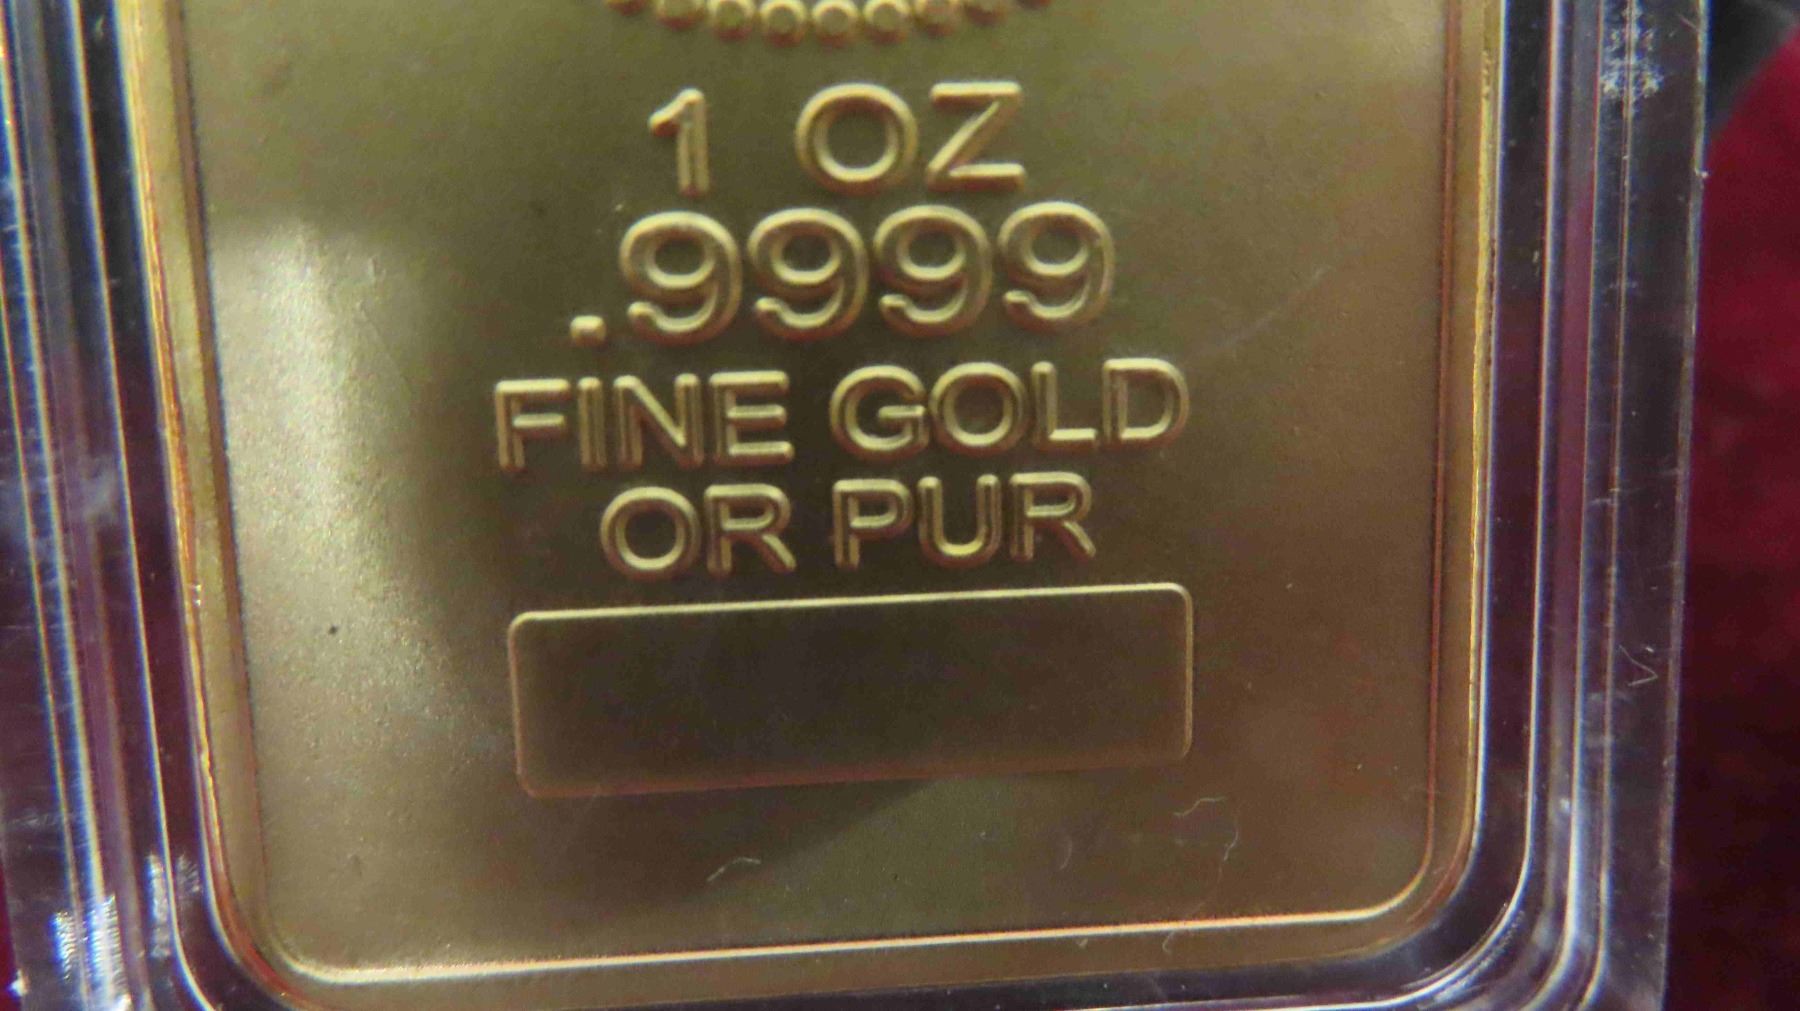 1 OZ
.9999
FINE GOLD
OR PUR